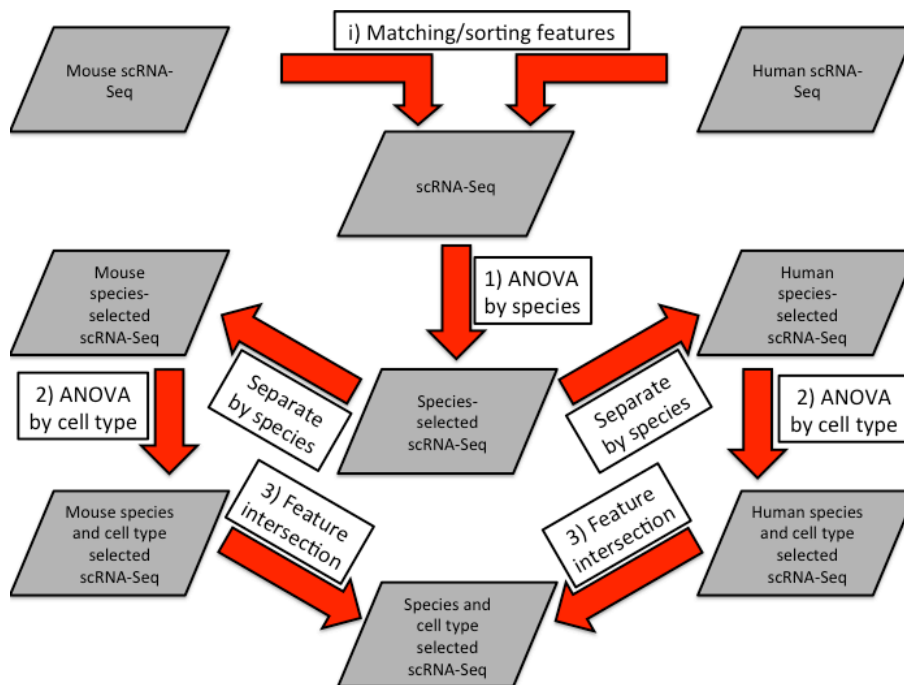 i) Matching/sorting features
Mouse scRNA-
Seq
Human scRNA-
Seq
scRNA-Seq
1) ANOVA
by species
Mouse
species-
selected
scRNA-Seq
Human
species-
selected
scRNA-Seq
Separate
by species
Separate
by species
2) ANOVA
by cell type
Species-
selected
scRNA-Seq
2) ANOVA
by cell type
Mouse species
and cell type
selected
scRNA-Seq
3) Feature
intersection
3) Feature
intersection
Human species
and cell type
selected
scRNA-Seq
Species and
cell type
selected
scRNA-Seq